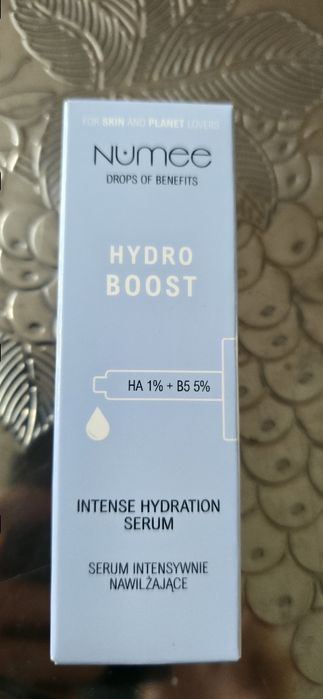 FOR SKIN AND PLANET LOVERS
NUMEE
DROPS OF BENEFITS
HYDRO
BOOST
HA 1% + B5 5%
INTENSE HYDRATION
SERUM
SERUM INTENSYWNIE
NAWILŻAJĄCE